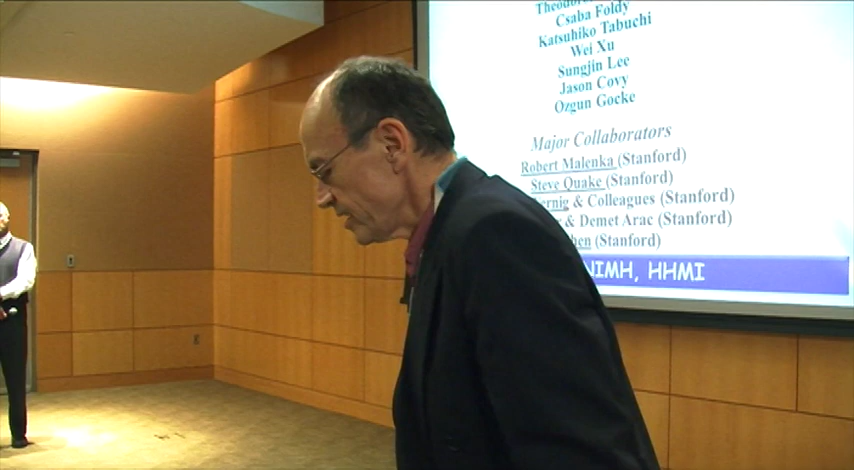 Csaba Foldy
Katsuhiko Tabuchi
Wei Xu
Sungjin Lee
Jason Covy
Ozgun Gocke
Major Collaborators
Robert Malenka (Stanford)
Steve Quake (Stanford)
& Colleagues (Stanford)
& Demet Arac (Stanford)
(Stanford)
NIMH, HHMI